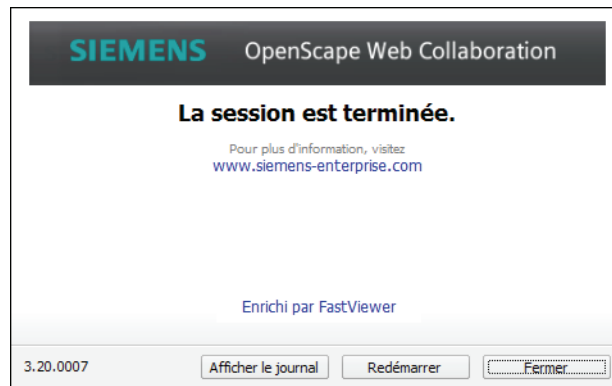 SIEMENS OpenScape Web Collaboration
La session est terminée.
Pour plus d'information, visitez
www.siemens-enterprise.com
Enrichi par FastViewer
3.20.0007 Afficher le journal Redémarrer Fermer